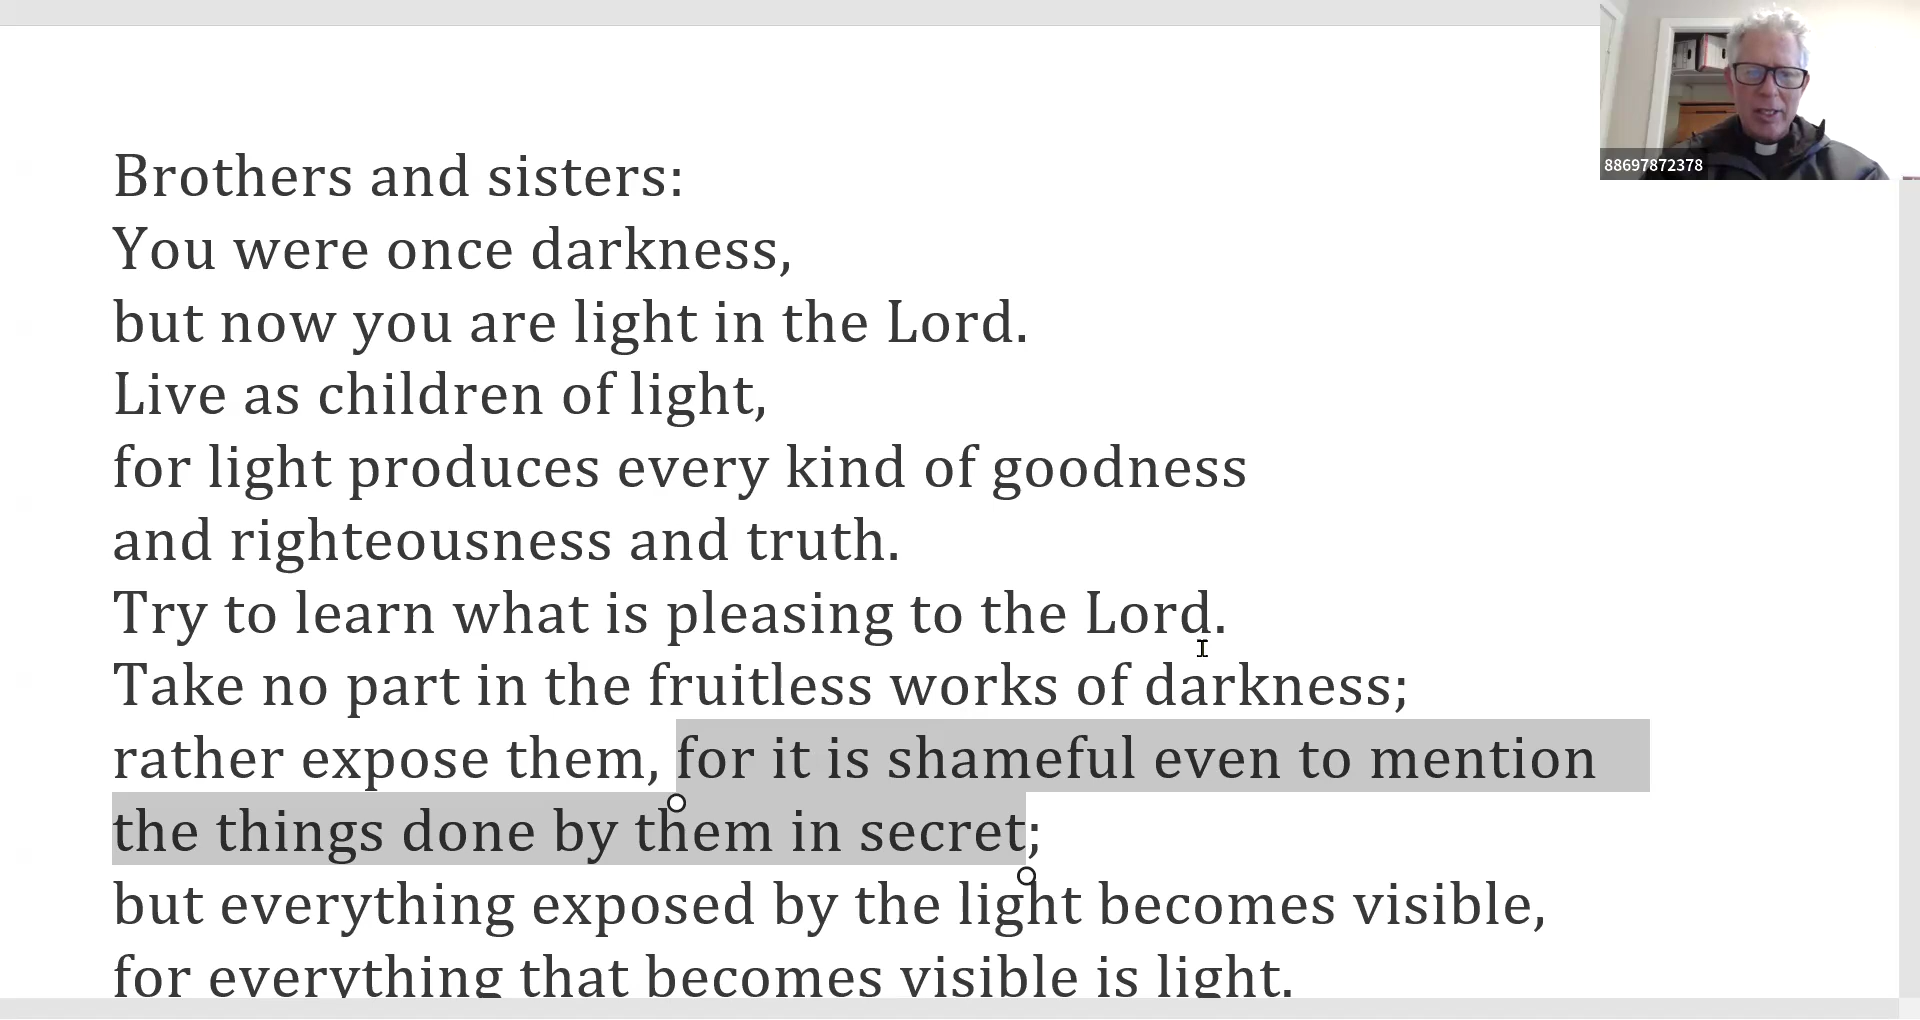 88697872378
Brothers and sisters:
You were once darkness,
but now you are light in the Lord.
Live as children of light,
for light produces every kind of goodness
and righteousness and truth.
Try to learn what is pleasing to the Lord.
Take no part in the fruitless works of darkness;
rather expose them, for it is shameful even to mention
the things done by them in secret;
but everything exposed by the light becomes visible,
for everything that becomes visible is light.